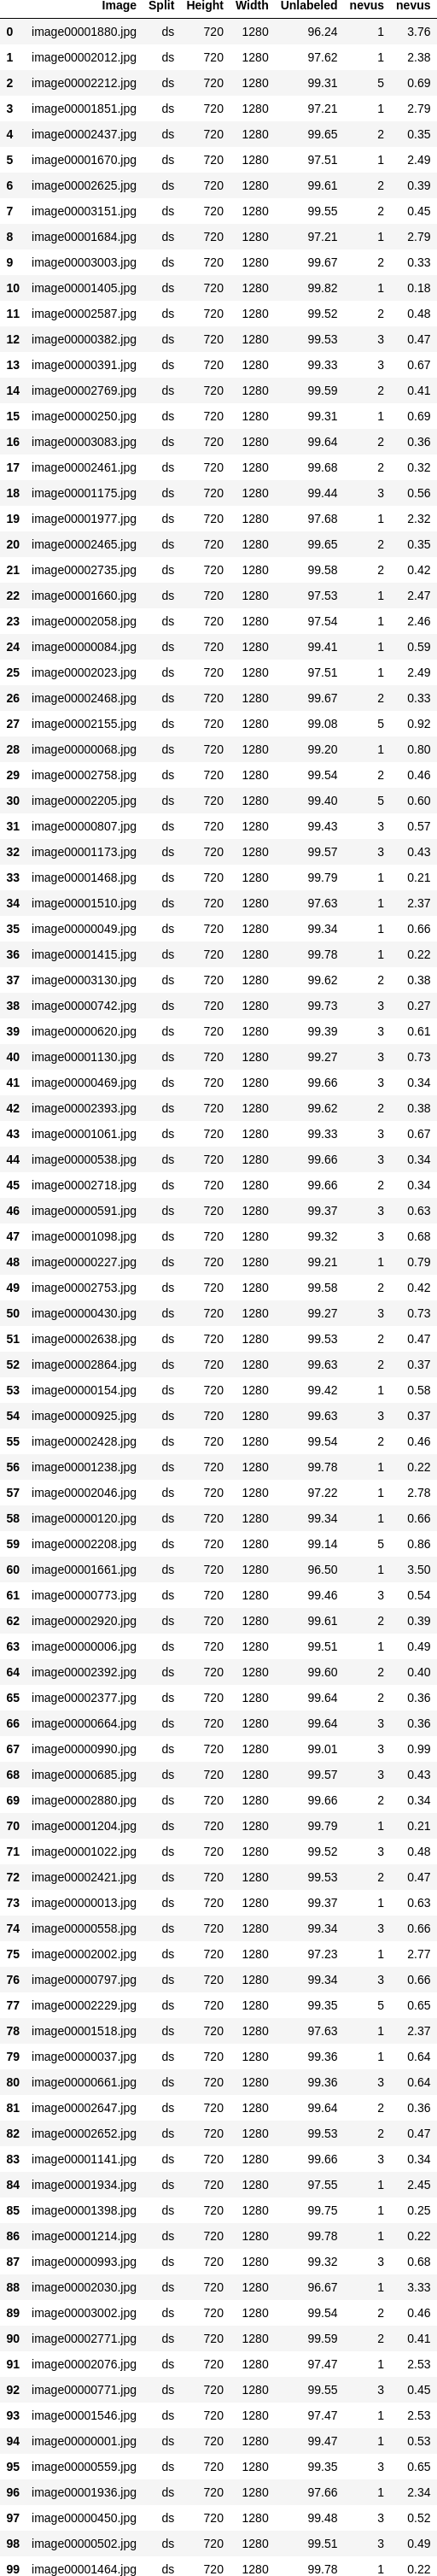 Image Split Height Width Unlabeled nevus nevus
0 image00001880.jpg ds 720 1280 96.24 1 3.76
1 image00002012.jpg ds 720 1280 97.62 1 2.38
2 image00002212.jpg ds 720 1280 99.31 5 0.69
3 image00001851.jpg ds 720 1280 97.21 1 2.79
4 image00002437.jpg ds 720 1280 99.65 2 0.35
5 image00001670.jpg ds 720 1280 97.51 1 2.49
6 image00002625.jpg ds 720 1280 99.61 2 0.39
7 image00003151.jpg ds 720 1280 99.55 2 0.45
8 image00001684.jpg ds 720 1280 97.21 1 2.79
9 image00003003.jpg ds 720 1280 99.67 2 0.33
10 image00001405.jpg ds 720 1280 99.82 1 0.18
11 image00002587.jpg ds 720 1280 99.52 2 0.48
12 image00000382.jpg ds 720 1280 99.53 3 0.47
13 image00000391.jpg ds 720 1280 99.33 3 0.67
14 image00002769.jpg ds 720 1280 99.59 2 0.41
15 image00000250.jpg ds 720 1280 99.31 1 0.69
16 image00003083.jpg ds 720 1280 99.64 2 0.36
17 image00002461.jpg ds 720 1280 99.68 2 0.32
18 image00001175.jpg ds 720 1280 99.44 3 0.56
19 image00001977.jpg ds 720 1280 97.68 1 2.32
20 image00002465.jpg ds 720 1280 99.65 2 0.35
21 image00002735.jpg ds 720 1280 99.58 2 0.42
22 image00001660.jpg ds 720 1280 97.53 1 2.47
23 image00002058.jpg ds 720 1280 97.54 1 2.46
24 image00000084.jpg ds 720 1280 99.41 1 0.59
25 image00002023.jpg ds 720 1280 97.51 1 2.49
26 image00002468.jpg ds 720 1280 99.67 2 0.33
27 image00002155.jpg ds 720 1280 99.08 5 0.92
28 image00000068.jpg ds 720 1280 99.20 1 0.80
29 image00002758.jpg ds 720 1280 99.54 2 0.46
30 image00002205.jpg ds 720 1280 99.40 5 0.60
31 image00000807.jpg ds 720 1280 99.43 3 0.57
32 image00001173.jpg ds 720 1280 99.57 3 0.43
33 image00001468.jpg ds 720 1280 99.79 1 0.21
34 image00001510.jpg ds 720 1280 97.63 1 2.37
35 image00000049.jpg ds 720 1280 99.34 1 0.66
36 image00001415.jpg ds 720 1280 99.78 1 0.22
37 image00003130.jpg ds 720 1280 99.62 2 0.38
38 image00000742.jpg ds 720 1280 99.73 3 0.27
39 image00000620.jpg ds 720 1280 99.39 3 0.61
40 image00001130.jpg ds 720 1280 99.27 3 0.73
41 image00000469.jpg ds 720 1280 99.66 3 0.34
42 image00002393.jpg ds 720 1280 99.62 2 0.38
43 image00001061.jpg ds 720 1280 99.33 3 0.67
44 image00000538.jpg ds 720 1280 99.66 3 0.34
45 image00002718.jpg ds 720 1280 99.66 2 0.34
46 image00000591.jpg ds 720 1280 99.37 3 0.63
47 image00001098.jpg ds 720 1280 99.32 3 0.68
48 image00000227.jpg ds 720 1280 99.21 1 0.79
49 image00002753.jpg ds 720 1280 99.58 2 0.42
50 image00000430.jpg ds 720 1280 99.27 3 0.73
51 image00002638.jpg ds 720 1280 99.53 2 0.47
52 image00002864.jpg ds 720 1280 99.63 2 0.37
53 image00000154.jpg ds 720 1280 99.42 1 0.58
54 image00000925.jpg ds 720 1280 99.63 3 0.37
55 image00002428.jpg ds 720 1280 99.54 2 0.46
56 image00001238.jpg ds 720 1280 99.78 1 0.22
57 image00002046.jpg ds 720 1280 97.22 1 2.78
58 image00000120.jpg ds 720 1280 99.34 1 0.66
59 image00002208.jpg ds 720 1280 99.14 5 0.86
60 image00001661.jpg ds 720 1280 96.50 1 3.50
61 image00000773.jpg ds 720 1280 99.46 3 0.54
62 image00002920.jpg ds 720 1280 99.61 2 0.39
63 image00000006.jpg ds 720 1280 99.51 1 0.49
64 image00002392.jpg ds 720 1280 99.60 2 0.40
65 image00002377.jpg ds 720 1280 99.64 2 0.36
66 image00000664.jpg ds 720 1280 99.64 3 0.36
67 image00000990.jpg ds 720 1280 99.01 3 0.99
68 image00000685.jpg ds 720 1280 99.57 3 0.43
69 image00002880.jpg ds 720 1280 99.66 2 0.34
70 image00001204.jpg ds 720 1280 99.79 1 0.21
71 image00001022.jpg ds 720 1280 99.52 3 0.48
72 image00002421.jpg ds 720 1280 99.53 2 0.47
73 image00000013.jpg ds 720 1280 99.37 1 0.63
74 image00000558.jpg ds 720 1280 99.34 3 0.66
75 image00002002.jpg ds 720 1280 97.23 1 2.77
76 image00000797.jpg ds 720 1280 99.34 3 0.66
77 image00002229.jpg ds 720 1280 99.35 5 0.65
78 image00001518.jpg ds 720 1280 97.63 1 2.37
79 image00000037.jpg ds 720 1280 99.36 1 0.64
80 image00000661.jpg ds 720 1280 99.36 3 0.64
81 image00002647.jpg ds 720 1280 99.64 2 0.36
82 image00002652.jpg ds 720 1280 99.53 2 0.47
83 image00001141.jpg ds 720 1280 99.66 3 0.34
84 image00001934.jpg ds 720 1280 97.55 1 2.45
85 image00001398.jpg ds 720 1280 99.75 1 0.25
86 image00001214.jpg ds 720 1280 99.78 1 0.22
87 image00000993.jpg ds 720 1280 99.32 3 0.68
88 image00002030.jpg ds 720 1280 96.67 1 3.33
89 image00003002.jpg ds 720 1280 99.54 2 0.46
90 image00002771.jpg ds 720 1280 99.59 2 0.41
91 image00002076.jpg ds 720 1280 97.47 1 2.53
92 image00000771.jpg ds 720 1280 99.55 3 0.45
93 image00001546.jpg ds 720 1280 97.47 1 2.53
94 image00000001.jpg ds 720 1280 99.47 1 0.53
95 image00000559.jpg ds 720 1280 99.35 3 0.65
96 image00001936.jpg ds 720 1280 97.66 1 2.34
97 image00000450.jpg ds 720 1280 99.48 3 0.52
98 image00000502.jpg ds 720 1280 99.51 3 0.49
99 image00001464.jpg ds 720 1280 99.78 1 0.22